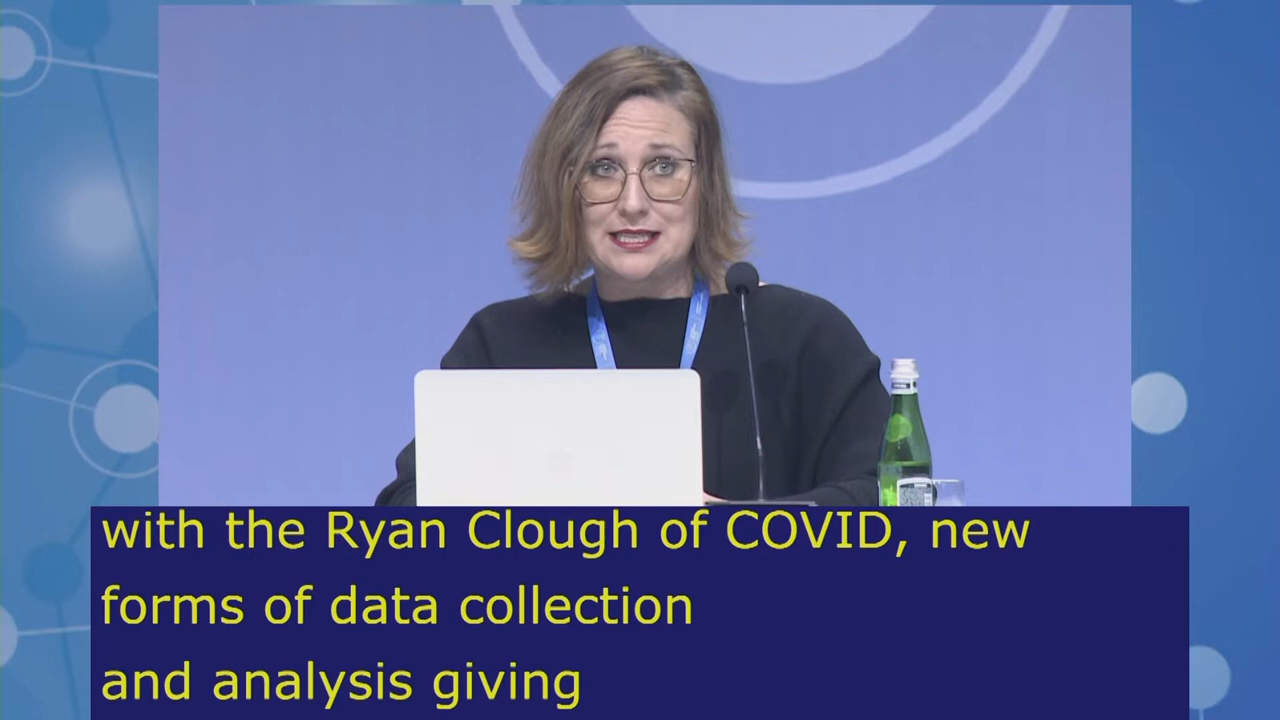 with the Ryan Clough of COVID, new
forms of data collection
and analysis giving